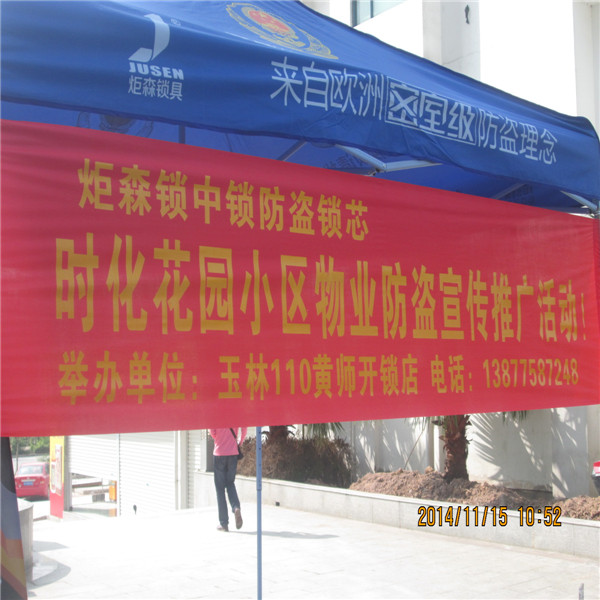 JUSEN
炬森锁具
来自欧洲密室级防盗理念
炬森锁中锁防盗锁芯
时化花园小区物业防盗宣传推广活动!
举办单位: 玉林110黄师开锁店 电话: 13877587248
2014/11/15 10:52